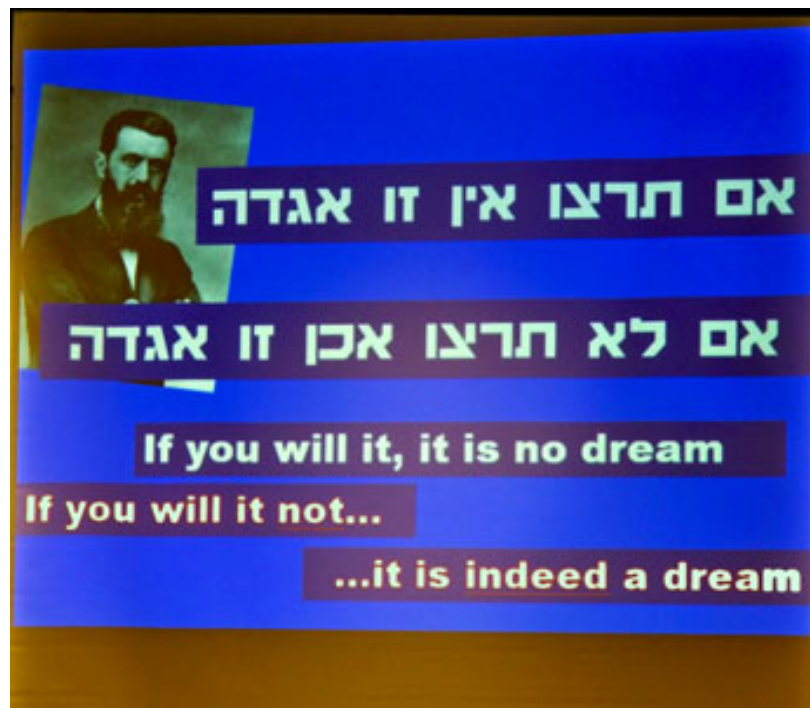 אם תרצו אין זו אגדה
אם לא תרצו אכן זו אגדה
If you will it, it is no dream
If you will it not...
...it is indeed a dream